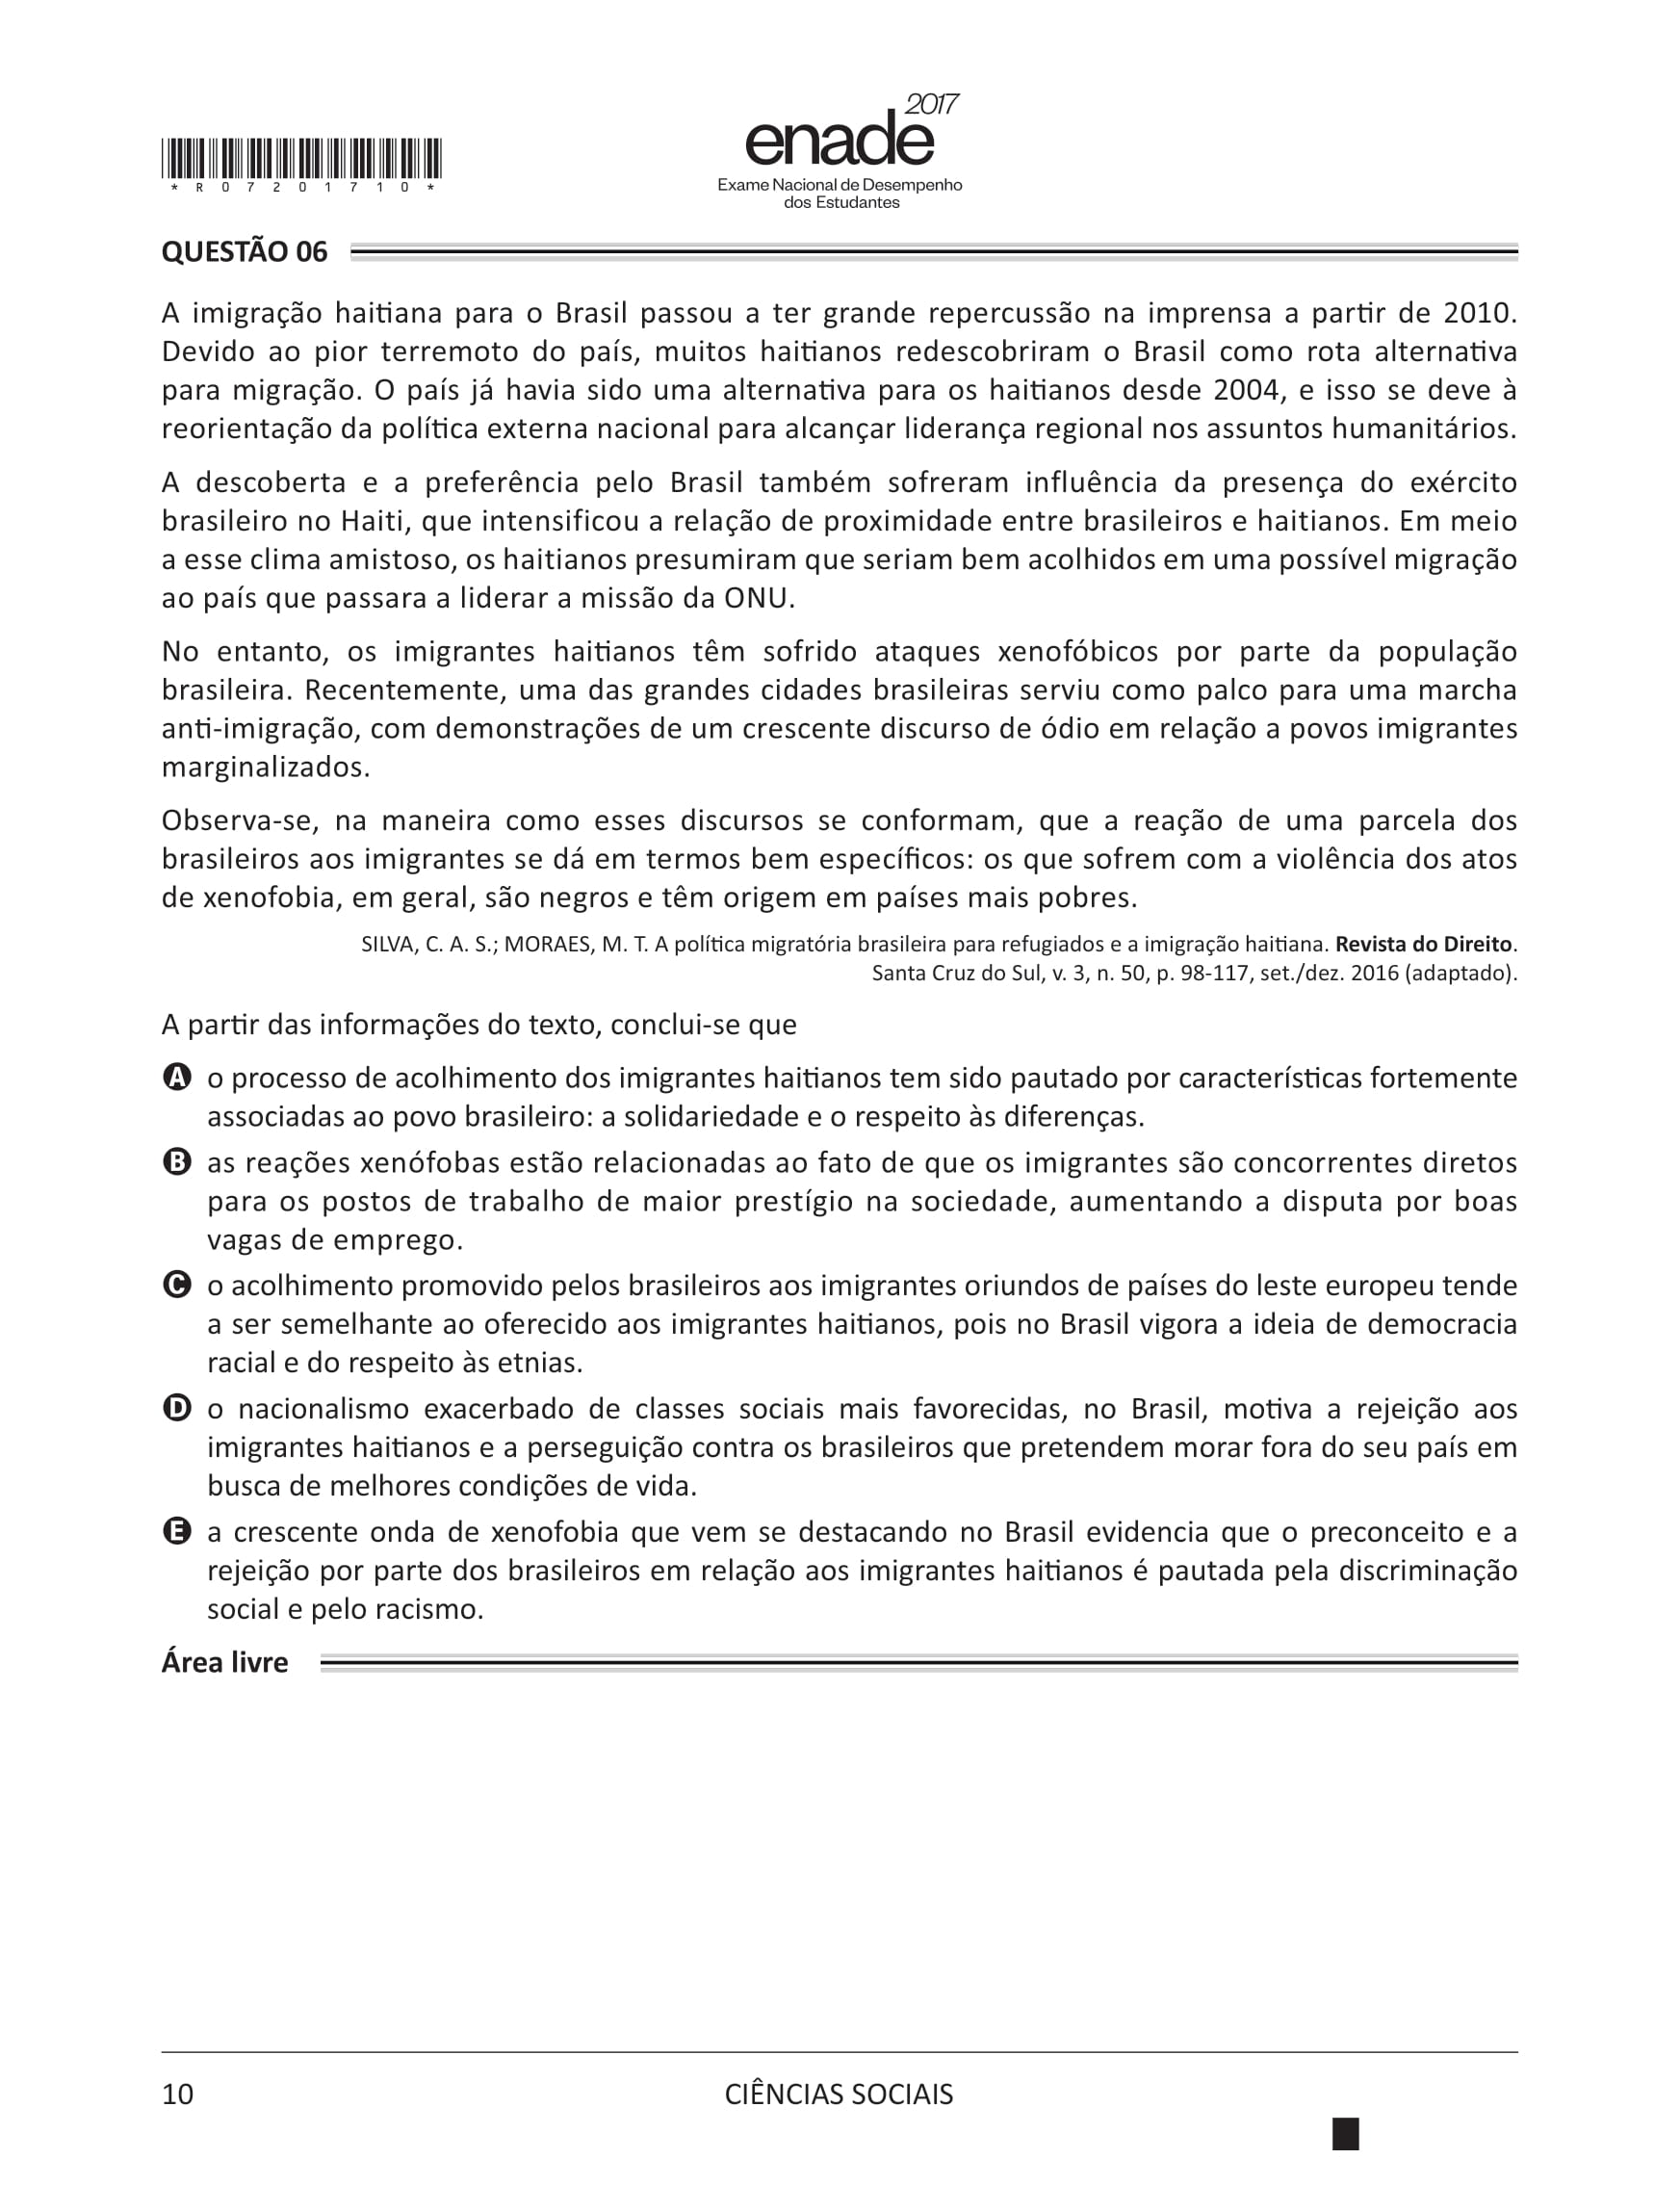 2017
enade
Exame Nacional de Desempenho
dos Estudantes
* R 0 7 2 0 1 7 1 0 *
QUESTÃO 06
A imigração haitiana para o Brasil passou a ter grande repercussão na imprensa a partir de 2010.
Devido ao pior terremoto do país, muitos haitianos redescobriram o Brasil como rota alternativa
para migração. O país já havia sido uma alternativa para os haitianos desde 2004, e isso se deve à
reorientação da política externa nacional para alcançar liderança regional nos assuntos humanitários.
A descoberta e a preferência pelo Brasil também sofreram influência da presença do exército
brasileiro no Haiti, que intensificou a relação de proximidade entre brasileiros e haitianos. Em meio
a esse clima amistoso, os haitianos presumiram que seriam bem acolhidos em uma possível migração
ao país que passara a liderar a missão da ONU.
No entanto, os imigrantes haitianos têm sofrido ataques xenofóbicos por parte da população
brasileira. Recentemente, uma das grandes cidades brasileiras serviu como palco para uma marcha
anti-imigração, com demonstrações de um crescente discurso de ódio em relação a povos imigrantes
marginalizados.
Observa-se, na maneira como esses discursos se conformam, que a reação de uma parcela dos
brasileiros aos imigrantes se dá em termos bem específicos: os que sofrem com a violência dos atos
de xenofobia, em geral, são negros e têm origem em países mais pobres.
SILVA, C. A. S.; MORAES, M. T. A política migratória brasileira para refugiados e a imigração haitiana. Revista do Direito.
Santa Cruz do Sul, v. 3, n. 50, p. 98-117, set./dez. 2016 (adaptado).
A partir das informações do texto, conclui-se que
A o processo de acolhimento dos imigrantes haitianos tem sido pautado por características fortemente
associadas ao povo brasileiro: a solidariedade e o respeito às diferenças.
B as reações xenófobas estão relacionadas ao fato de que os imigrantes são concorrentes diretos
para os postos de trabalho de maior prestígio na sociedade, aumentando a disputa por boas
vagas de emprego.
C o acolhimento promovido pelos brasileiros aos imigrantes oriundos de países do leste europeu tende
a ser semelhante ao oferecido aos imigrantes haitianos, pois no Brasil vigora a ideia de democracia
racial e do respeito às etnias.
D o nacionalismo exacerbado de classes sociais mais favorecidas, no Brasil, motiva a rejeição aos
imigrantes haitianos e a perseguição contra os brasileiros que pretendem morar fora do seu país em
busca de melhores condições de vida.
E a crescente onda de xenofobia que vem se destacando no Brasil evidencia que o preconceito e a
rejeição por parte dos brasileiros em relação aos imigrantes haitianos é pautada pela discriminação
social e pelo racismo.
Área livre
10
CIÊNCIAS SOCIAIS